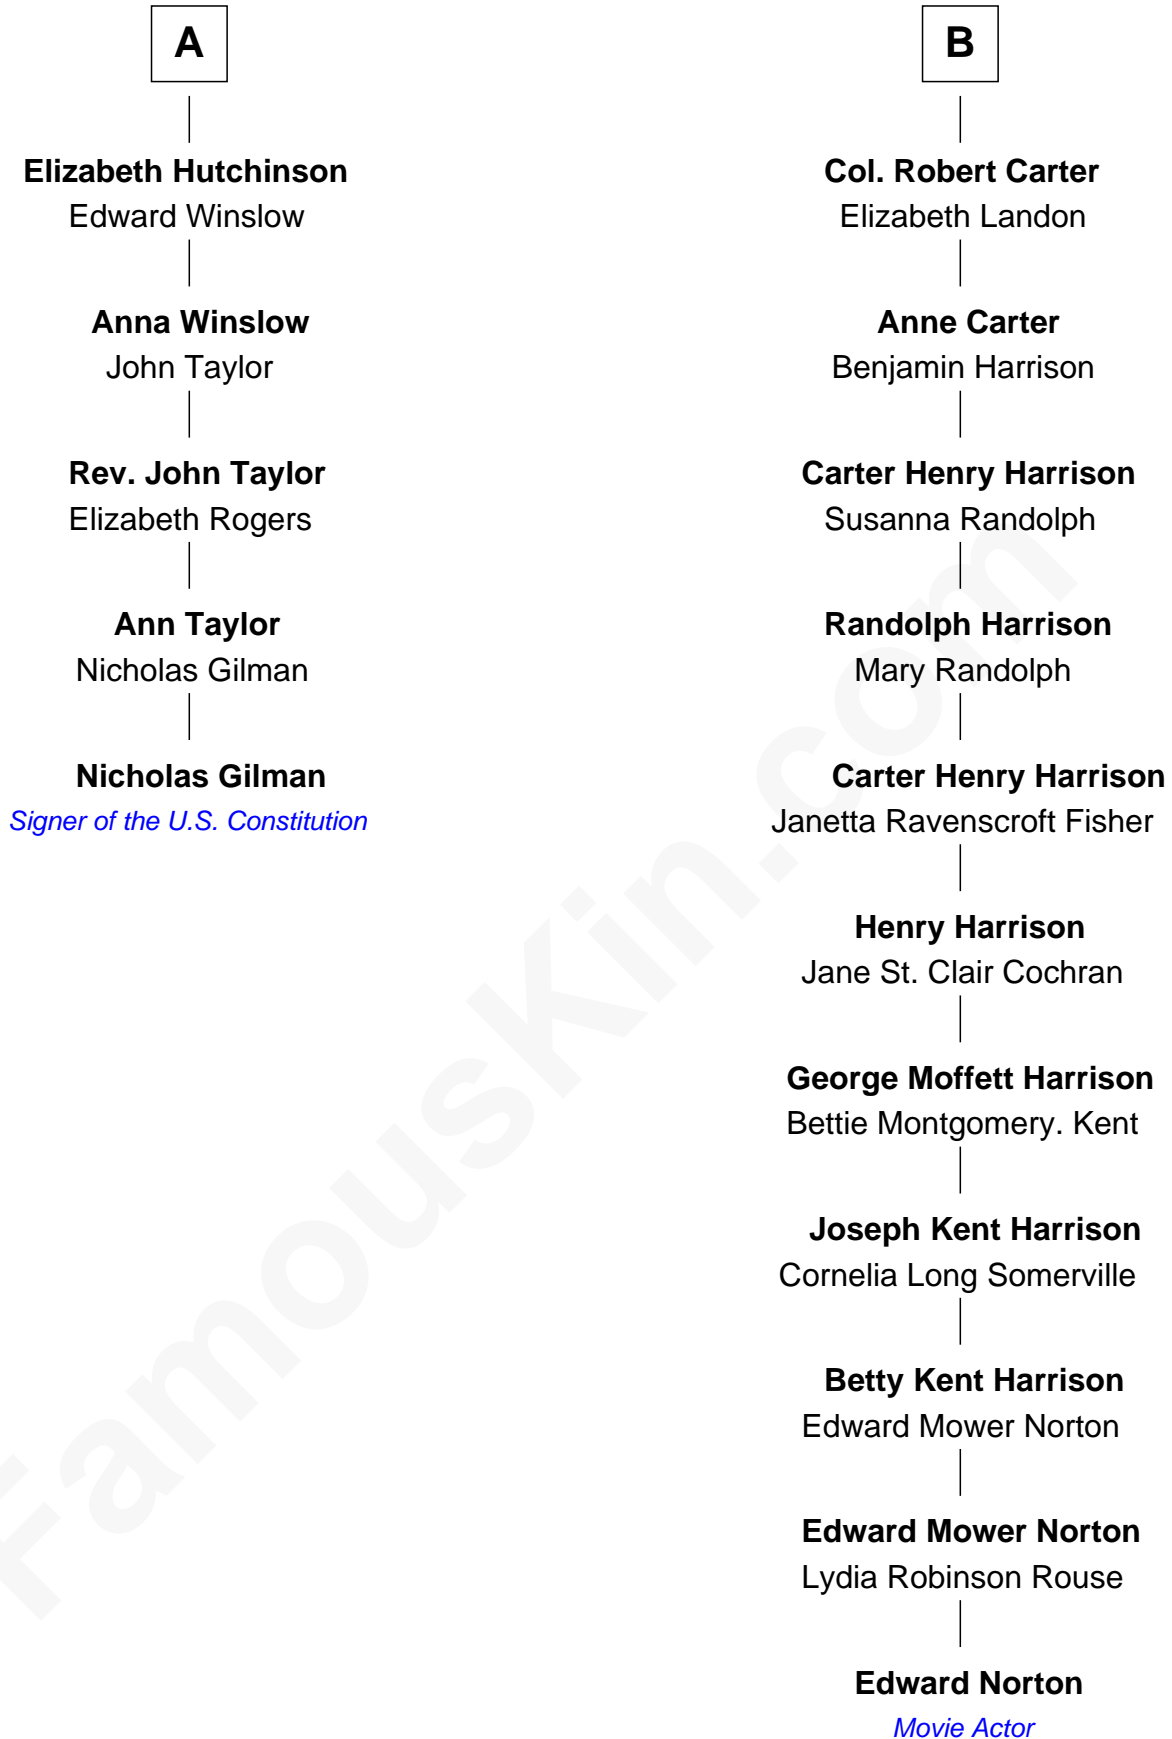 A
Elizabeth Hutchinson
Edward Winslow
Anna Winslow
John Taylor
Rev. John Taylor
Elizabeth Rogers
Ann Taylor
Nicholas Gilman
Nicholas Gilman
Signer of the U.S. Constitution
B
Col. Robert Carter
Elizabeth Landon
Anne Carter
Benjamin Harrison
Carter Henry Harrison
Susanna Randolph
Randolph Harrison
Mary Randolph
Carter Henry Harrison
Janetta Ravenscroft Fisher
Henry Harrison
Jane St. Clair Cochran
George Moffett Harrison
Bettie Montgomery. Kent
Joseph Kent Harrison
Cornelia Long Somerville
Betty Kent Harrison
Edward Mower Norton
Edward Mower Norton
Lydia Robinson Rouse
Edward Norton
Movie Actor
FamousKin.com